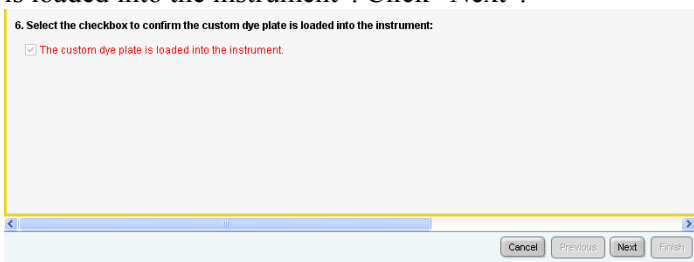 is loaded into the instrument”. Click “Next”.
6. Select the checkbox to confirm the custom dye plate is loaded into the instrument:
The custom dye plate is loaded into the instrument.
Cancel Previous Next Finish